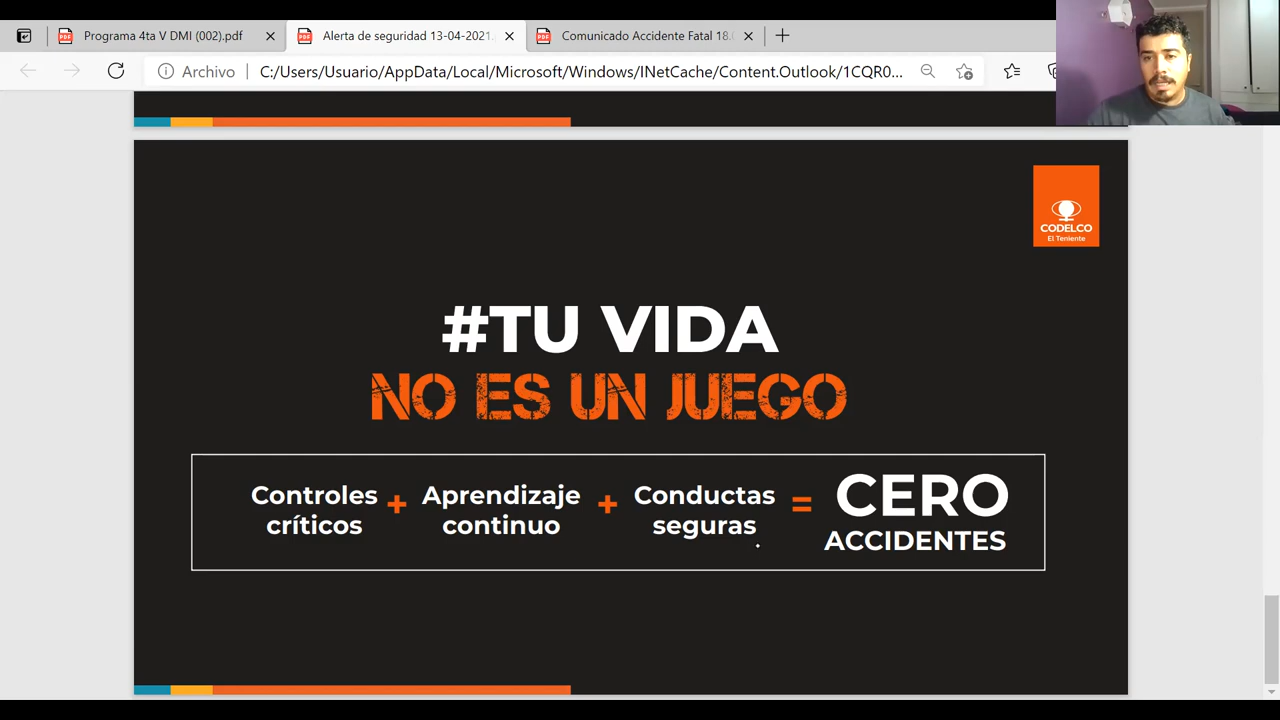 Programa 4ta V DMI (002).pdf
Alerta de seguridad 13-04-2021.
Comunicado Accidente Fatal 18.
Archivo
C:/Users/Usuario/AppData/Local/Microsoft/Windows/INetCache/Content.Outlook/1CQR0...
CODELCO
El Teniente
#TU VIDA
NO ES UN JUEGO
Controles críticos + Aprendizaje continuo + Conductas seguras = CERO ACCIDENTES